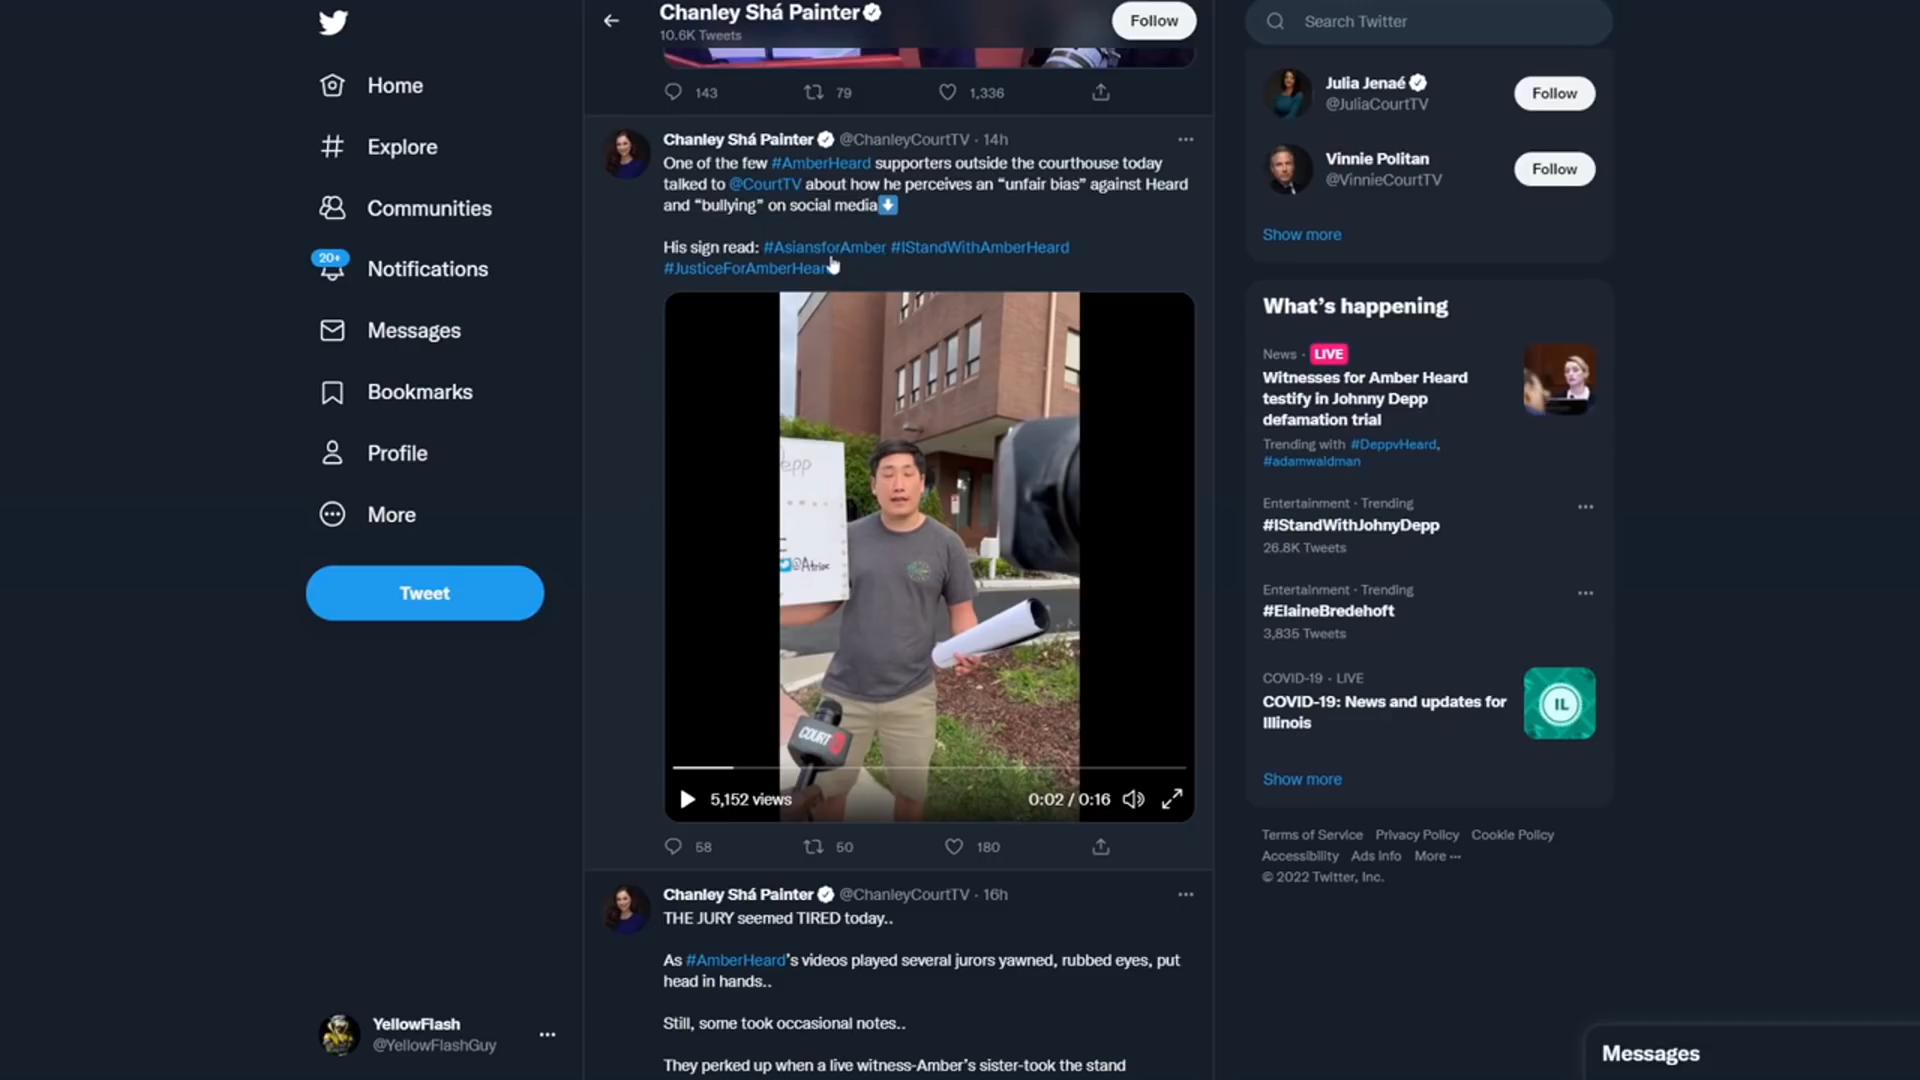 Home
Explore
Communities
20+
Notifications
Messages
Bookmarks
Profile
More
Tweet
YellowFlash
@YellowFlashGuy
Chanley Shá Painter
10.6K Tweets
Follow
143 79 1,336
Chanley Shá Painter @ChanleyCourtTV · 14h
One of the few #AmberHeard supporters outside the courthouse today
talked to @CourtTV about how he perceives an “unfair bias” against Heard
and “bullying” on social media
His sign read: #AsiansforAmber #IStandWithAmberHeard
#JusticeForAmberHeard
epp
@Atrioc
COURT
5,152 views
0:02 / 0:16
58 50 180
Chanley Shá Painter @ChanleyCourtTV · 16h
THE JURY seemed TIRED today..
As #AmberHeard's videos played several jurors yawned, rubbed eyes, put
head in hands..
Still, some took occasional notes..
They perked up when a live witness-Amber's sister-took the stand
Search Twitter
Julia Jenaé
@JuliaCourtTV
Follow
Vinnie Politan
@VinnieCourtTV
Follow
Show more
What's happening
News · LIVE
Witnesses for Amber Heard
testify in Johnny Depp
defamation trial
Trending with #DeppvHeard,
#adamwaldman
Entertainment · Trending
#IStandWithJohnyDepp
26.8K Tweets
Entertainment · Trending
#ElaineBredehoft
3,835 Tweets
COVID-19 · LIVE
COVID-19: News and updates for
Illinois
IL
Show more
Terms of Service Privacy Policy Cookie Policy
Accessibility Ads info More ···
© 2022 Twitter, Inc.
Messages